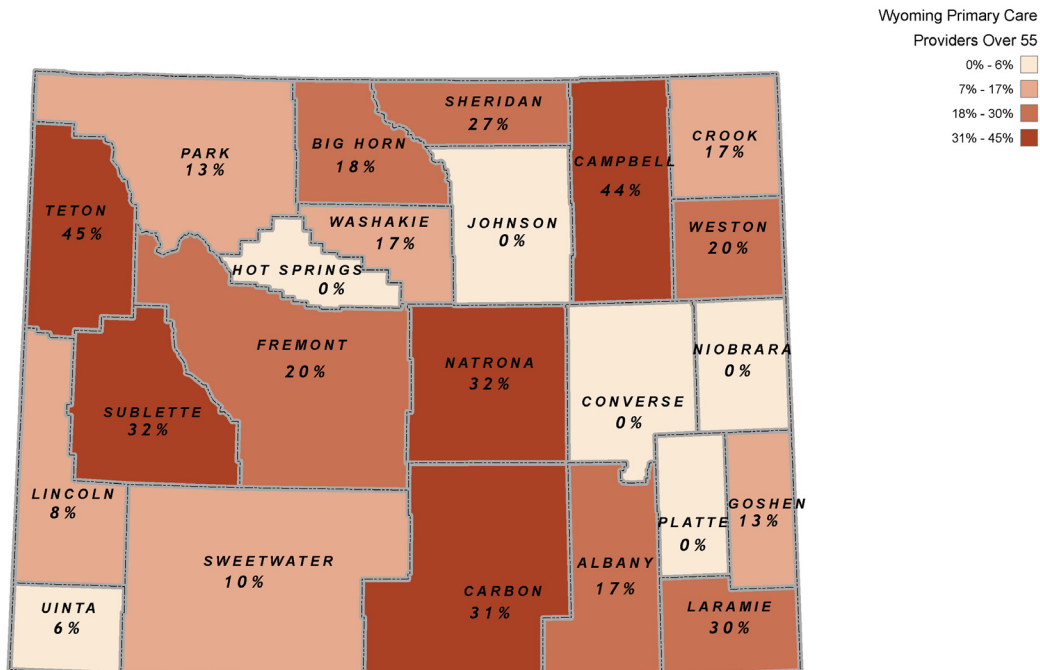 Wyoming Primary Care
Providers Over 55
0% - 6%
7% - 17%
18% - 30%
31% - 45%
SHERIDAN
27%
BIG HORN
18%
PARK
13%
CAMPBELL
44%
CROOK
17%
TETON
45%
WASHAKIE
17%
JOHNSON
0%
WESTON
20%
HOT SPRINGS
0%
FREMONT
20%
NATRONA
32%
NIOBRARA
0%
CONVERSE
0%
SUBLETTE
32%
LINCOLN
8%
GOSHEN
13%
PLATTE
0%
SWEETWATER
10%
CARBON
31%
ALBANY
17%
UINTA
6%
LARAMIE
30%